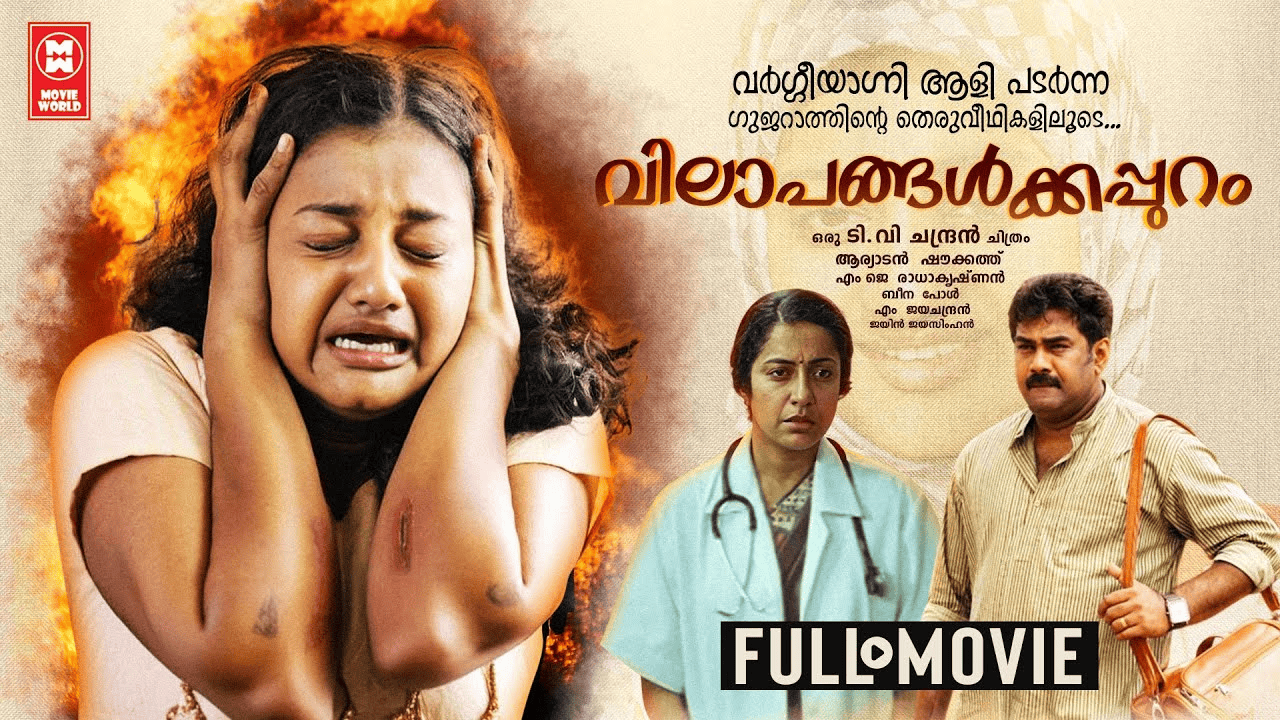 MOVIE
WORLD
വർഗ്ഗീയാഗ്നി ആളി പടർന്ന
ഗുജറാത്തിന്റെ തെരുവീഥികളിലൂടെ...
വിലാപങ്ങൾക്കപ്പുറം
ഒരു ടി.വി ചന്ദ്രൻ ചിത്രം
ആര്യാടൻ ഷൗക്കത്ത്
എം ജെ രാധാകൃഷ്ണൻ
ബീന പോൾ
എം ജയചന്ദ്രൻ
ജയിൻ ജയസിംഹൻ
FULL MOVIE